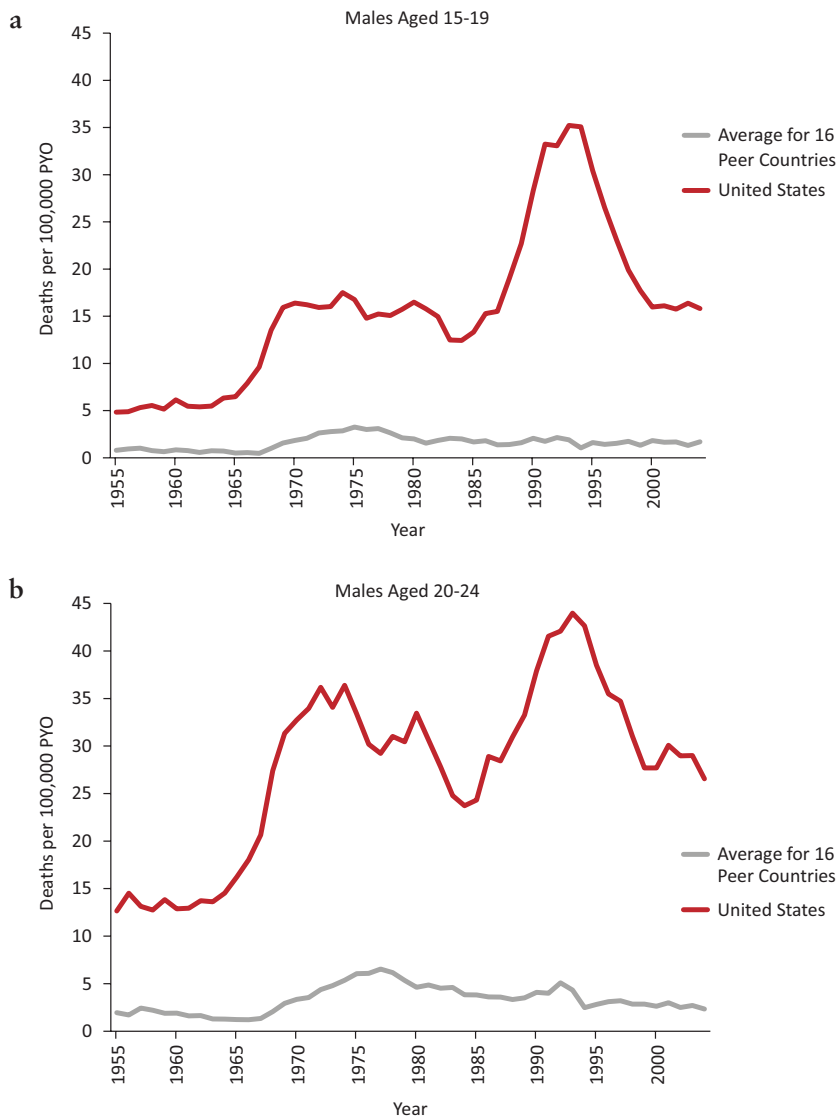 a
Males Aged 15-19
45
40
35
30
25
20
15
10
5
0
Deaths per 100,000 PYO
1955
1960
1965
1970
1975
1980
1985
1990
1995
2000
Year
Average for 16
Peer Countries
United States
b
Males Aged 20-24
45
40
35
30
25
20
15
10
5
0
Deaths per 100,000 PYO
1955
1960
1965
1970
1975
1980
1985
1990
1995
2000
Year
Average for 16
Peer Countries
United States